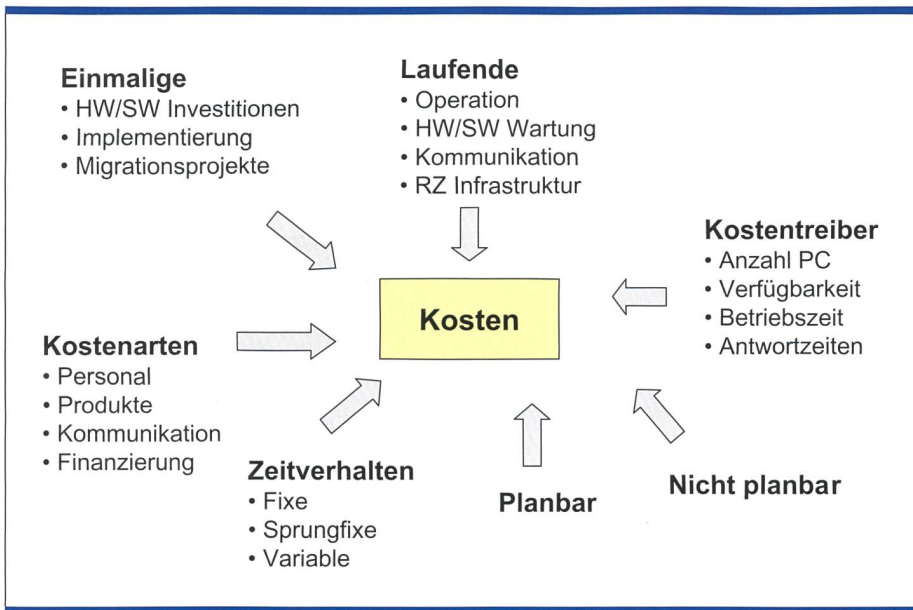 Einmalige
• HW/SW Investitionen
• Implementierung
• Migrationsprojekte
Laufende
• Operation
• HW/SW Wartung
• Kommunikation
• RZ Infrastruktur
Kostentreiber
• Anzahl PC
• Verfügbarkeit
• Betriebszeit
• Antwortzeiten
Kosten
Kostenarten
• Personal
• Produkte
• Kommunikation
• Finanzierung
Zeitverhalten
• Fixe
• Sprungfixe
• Variable
Planbar
Nicht planbar